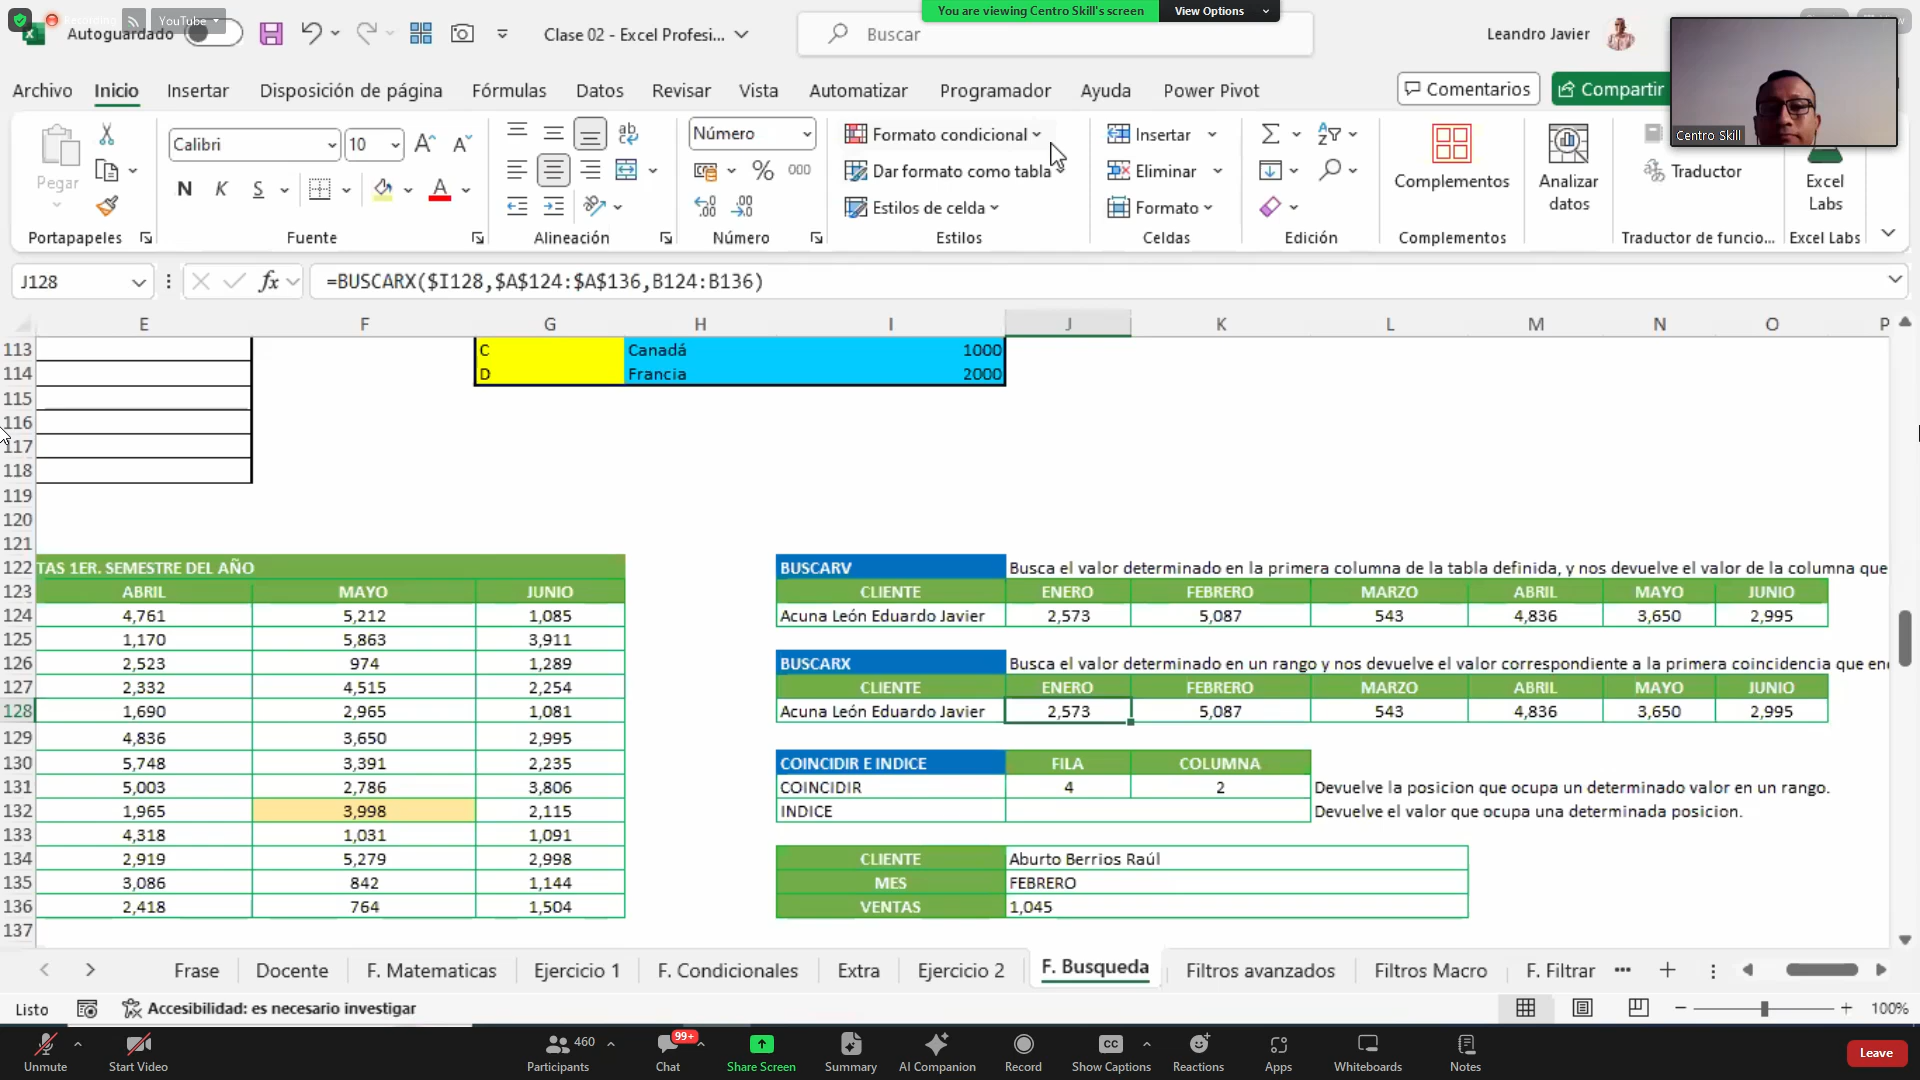 You are viewing Centro Skill's screen
View Options
YouTube
Autoguardado
Clase 02 - Excel Profesi...
Buscar
Leandro Javier
Archivo Inicio Insertar Disposición de página Fórmulas Datos Revisar Vista Automatizar Programador Ayuda Power Pivot
Comentarios
Compartir
Centro Skill
Pegar
Calibri 10
N K S
Número
% 000
Formato condicional
Dar formato como tabla
Estilos de celda
Insertar
Eliminar
Formato
Complementos
Analizar datos
Traductor
Excel Labs
Portapapeles Fuente Alineación Número Estilos Celdas Edición Complementos Traductor de funcio... Excel Labs
J128 fx =BUSCARX($I128,$A$124:$A$136,B124:B136)
E F G H I J K L M N O P
113 C Canadá 1000
114 D Francia 2000
115
116
117
118
119
120
121
122 TAS 1ER. SEMESTRE DEL AÑO BUSCARV Busca el valor determinado en la primera columna de la tabla definida, y nos devuelve el valor de la columna que
123 ABRIL MAYO JUNIO CLIENTE ENERO FEBRERO MARZO ABRIL MAYO JUNIO
124 4,761 5,212 1,085 Acuna León Eduardo Javier 2,573 5,087 543 4,836 3,650 2,995
125 1,170 5,863 3,911
126 2,523 974 1,289 BUSCARX Busca el valor determinado en un rango y nos devuelve el valor correspondiente a la primera coincidencia que en
127 2,332 4,515 2,254 CLIENTE ENERO FEBRERO MARZO ABRIL MAYO JUNIO
128 1,690 2,965 1,081 Acuna León Eduardo Javier 2,573 5,087 543 4,836 3,650 2,995
129 4,836 3,650 2,995
130 5,748 3,391 2,235 COINCIDIR E INDICE FILA COLUMNA
131 5,003 2,786 3,806 COINCIDIR 4 2 Devuelve la posicion que ocupa un determinado valor en un rango.
132 1,965 3,998 2,115 INDICE Devuelve el valor que ocupa una determinada posicion.
133 4,318 1,031 1,091
134 2,919 5,279 2,998 CLIENTE Aburto Berrios Raúl
135 3,086 842 1,144 MES FEBRERO
136 2,418 764 1,504 VENTAS 1,045
137
Frase Docente F. Matematicas Ejercicio 1 F. Condicionales Extra Ejercicio 2 F. Busqueda Filtros avanzados Filtros Macro F. Filtrar
Listo Accesibilidad: es necesario investigar 100%
Unmute Start Video Participants 460 Chat 99+ Share Screen Summary AI Companion Record Show Captions Reactions Apps Whiteboards Notes Leave